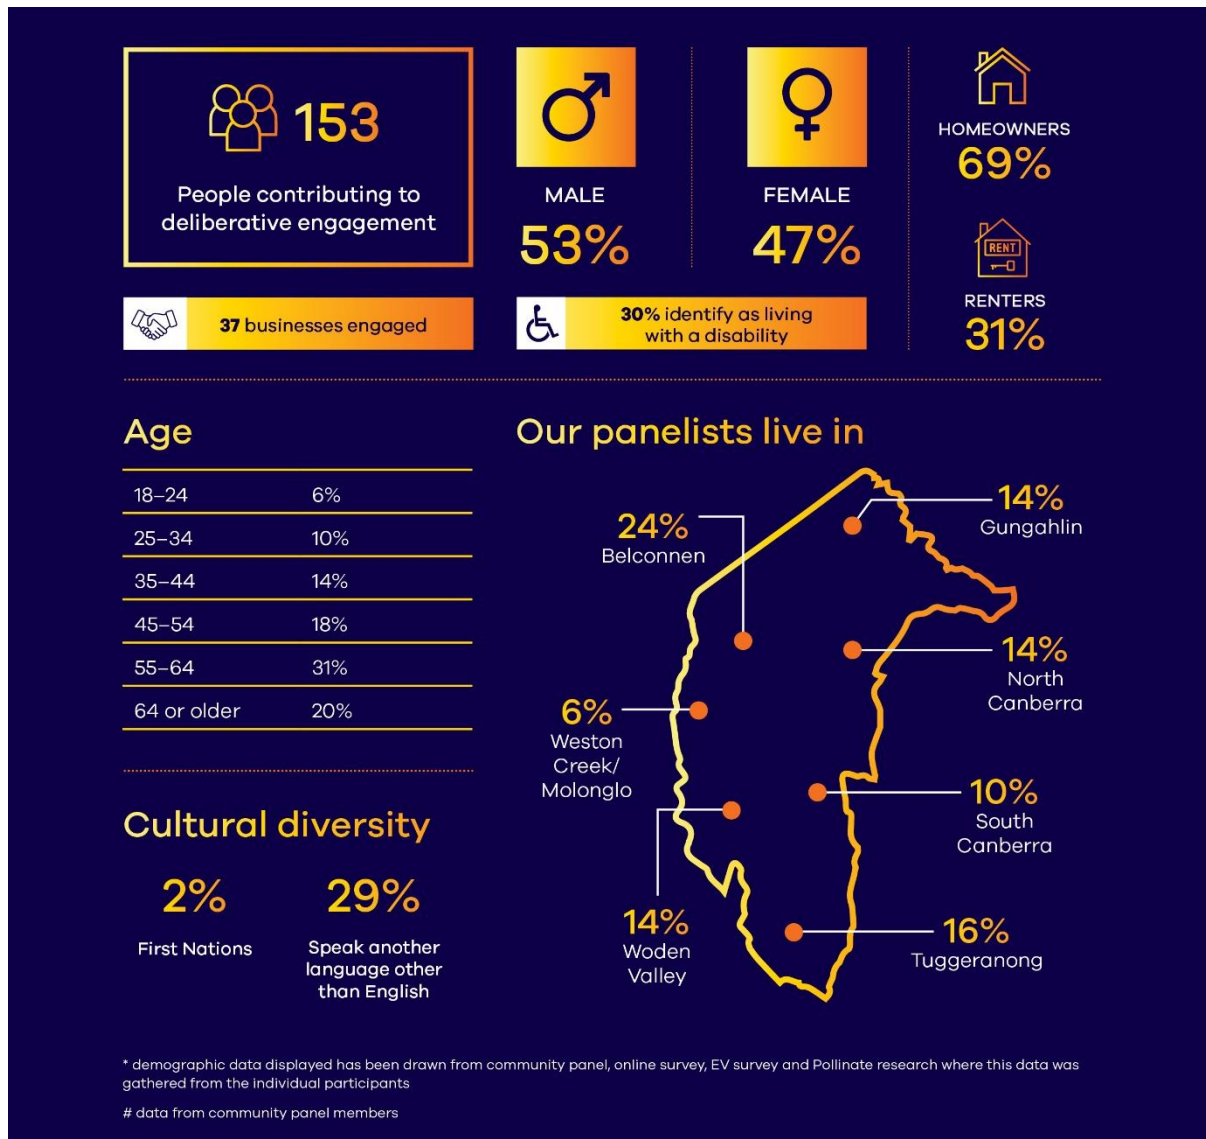 153
People contributing to
deliberative engagement
37 businesses engaged
MALE
53%
FEMALE
47%
30% identify as living
with a disability
HOMEOWNERS
69%
RENT
RENTERS
31%
Age
18–24 6%
25–34 10%
35–44 14%
45–54 18%
55–64 31%
64 or older 20%
Cultural diversity
2%
First Nations
29%
Speak another
language other
than English
Our panelists live in
14%
Gungahlin
24%
Belconnen
14%
North
Canberra
6%
Weston
Creek/
Molonglo
10%
South
Canberra
14%
Woden
Valley
16%
Tuggeranong
* demographic data displayed has been drawn from community panel, online survey, EV survey and Pollinate research where this data was
gathered from the individual participants
# data from community panel members